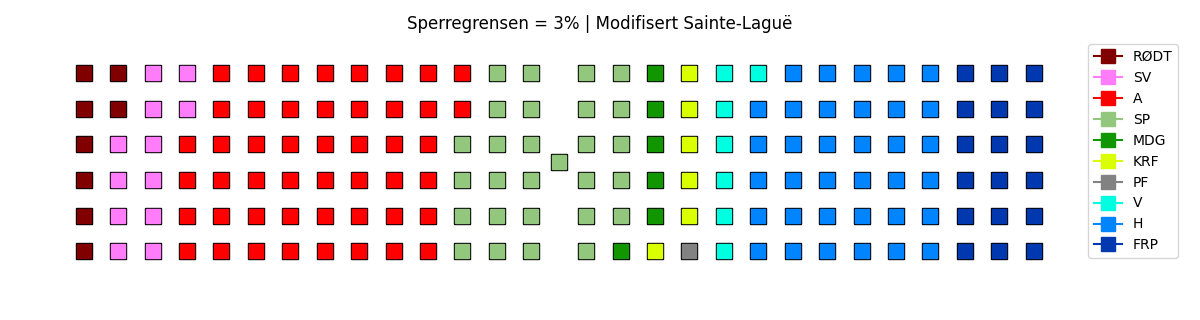 Sperregrensen = 3% | Modifisert Sainte-Laguë
RØDT
SV
A
SP
MDG
KRF
PF
V
H
FRP